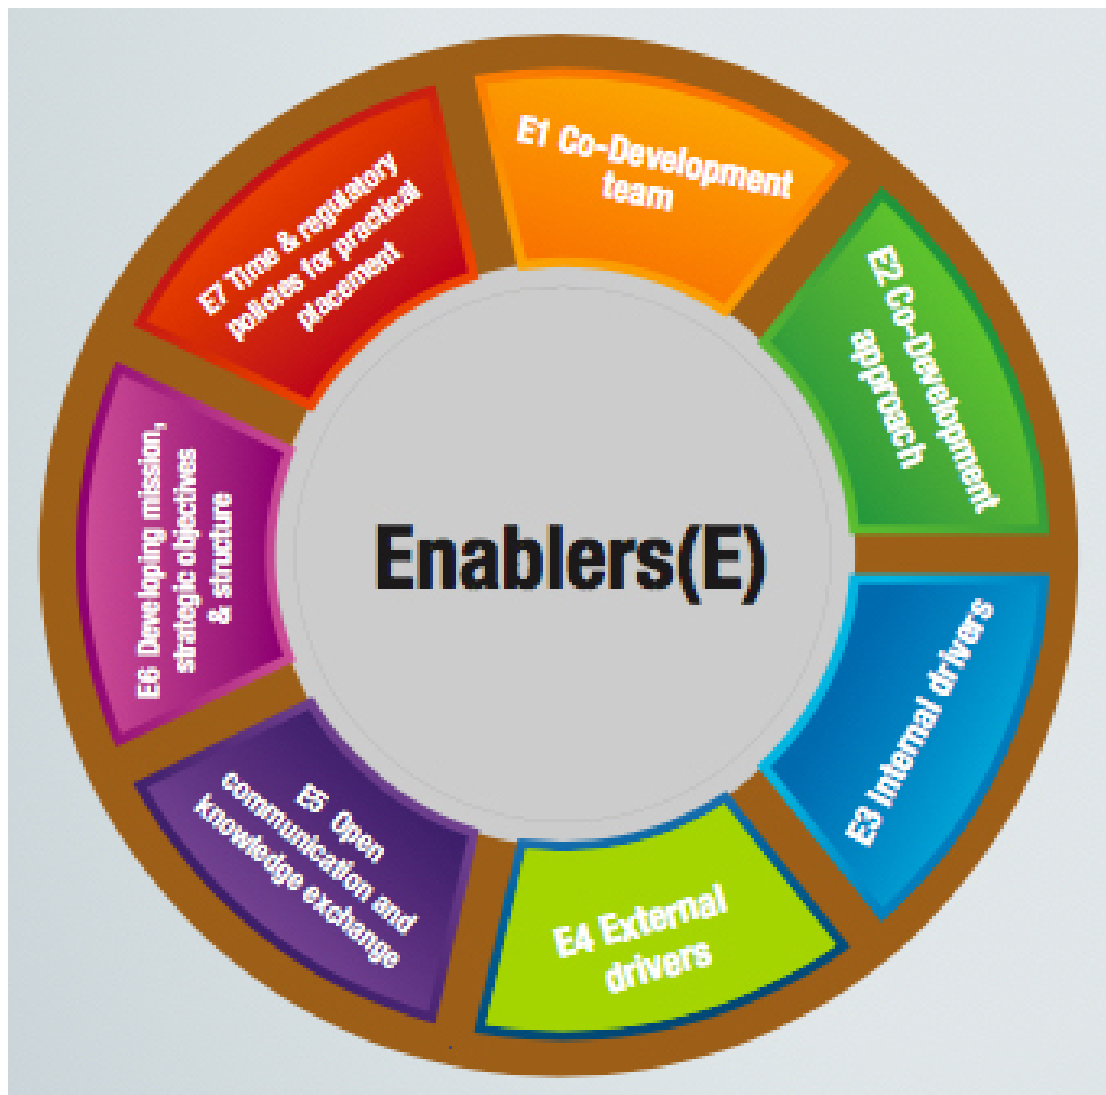 E1 Co-Development
team
E2 Co-Development
approach
E3 Internal drivers
E4 External
drivers
E5 Open
communication and
knowledge exchange
E6 Developing mission,
strategic objectives
& structure
E7 Time & regulatory
policies for practical
placement
Enablers(E)